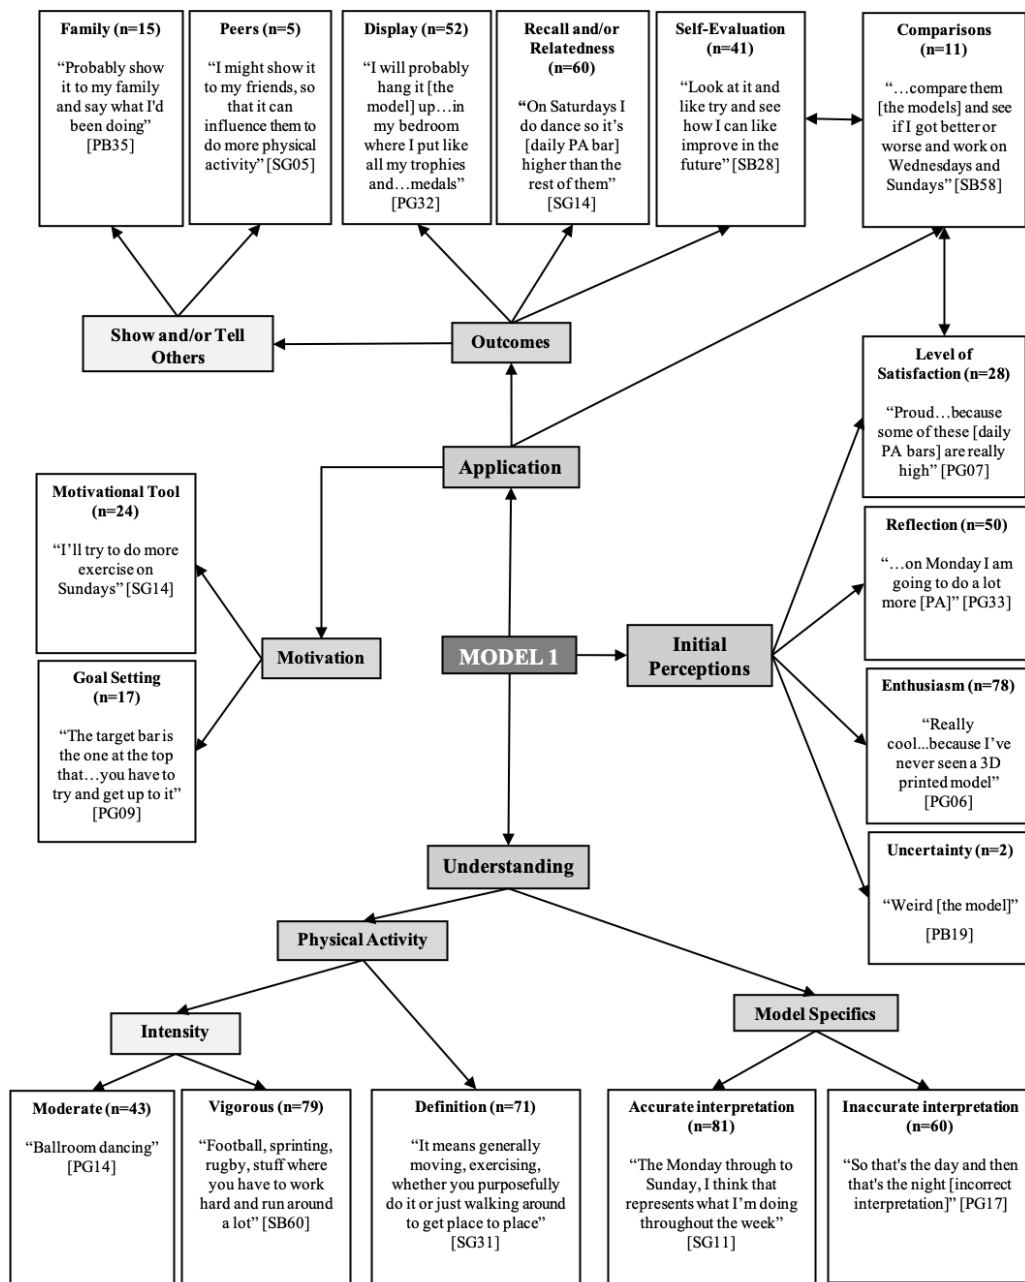 Family (n=15)
“Probably show
it to my family
and say what I'd
been doing”
[PB35]
Peers (n=5)
“I might show it
to my friends, so
that it can
influence them to
do more physical
activity” [SG05]
Display (n=52)
“I will probably
hang it [the
model] up…in
my bedroom
where I put like
all my trophies
and…medals”
[PG32]
Recall and/or
Relatedness
(n=60)
“On Saturdays I
do dance so it’s
[daily PA bar]
higher than the
rest of them”
[SG14]
Self-Evaluation
(n=41)
“Look at it and
like try and see
how I can like
improve in the
future” [SB28]
Comparisons
(n=11)
“…compare them
[the models] and see
if I got better or
worse and work on
Wednesdays and
Sundays” [SB58]
Show and/or Tell
Others
Outcomes
Level of
Satisfaction (n=28)
“Proud…because
some of these [daily
PA bars] are really
high” [PG07]
Application
Motivational Tool
(n=24)
“I’ll try to do more
exercise on
Sundays” [SG14]
Reflection (n=50)
“…on Monday I am
going to do a lot
more [PA]” [PG33]
Motivation
MODEL 1
Initial
Perceptions
Goal Setting
(n=17)
“The target bar is
the one at the top
that…you have to
try and get up to it”
[PG09]
Enthusiasm (n=78)
“Really
cool...because I’ve
never seen a 3D
printed model”
[PG06]
Uncertainty (n=2)
“Weird [the model]”
[PB19]
Understanding
Physical Activity
Model Specifics
Intensity
Moderate (n=43)
“Ballroom dancing”
[PG14]
Vigorous (n=79)
“Football, sprinting,
rugby, stuff where
you have to work
hard and run around
a lot” [SB60]
Definition (n=71)
“It means generally
moving, exercising,
whether you purposefully
do it or just walking around
to get place to place”
[SG31]
Accurate interpretation
(n=81)
“The Monday through to
Sunday, I think that
represents what I’m doing
throughout the week”
[SG11]
Inaccurate interpretation
(n=60)
“So that's the day and then
that's the night [incorrect
interpretation]” [PG17]